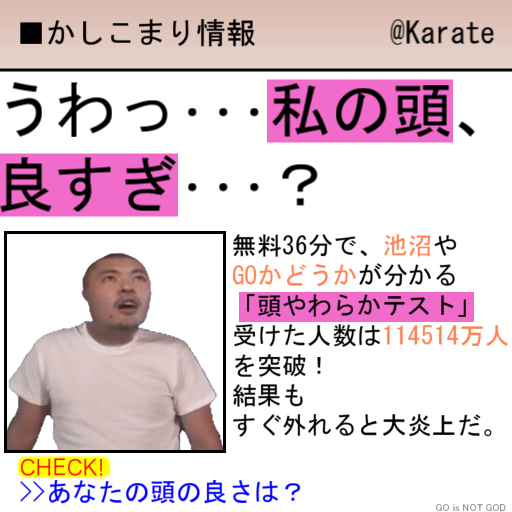 ■かしこまり情報
@Karate
うわっ･･･私の頭、
良すぎ･･･？
無料36分で、池沼や
GOかどうかが分かる
「頭やわらかテスト」
受けた人数は114514万人
を突破！
結果も
すぐ外れると大炎上だ。
CHECK!
>>あなたの頭の良さは？
GO is NOT GOD